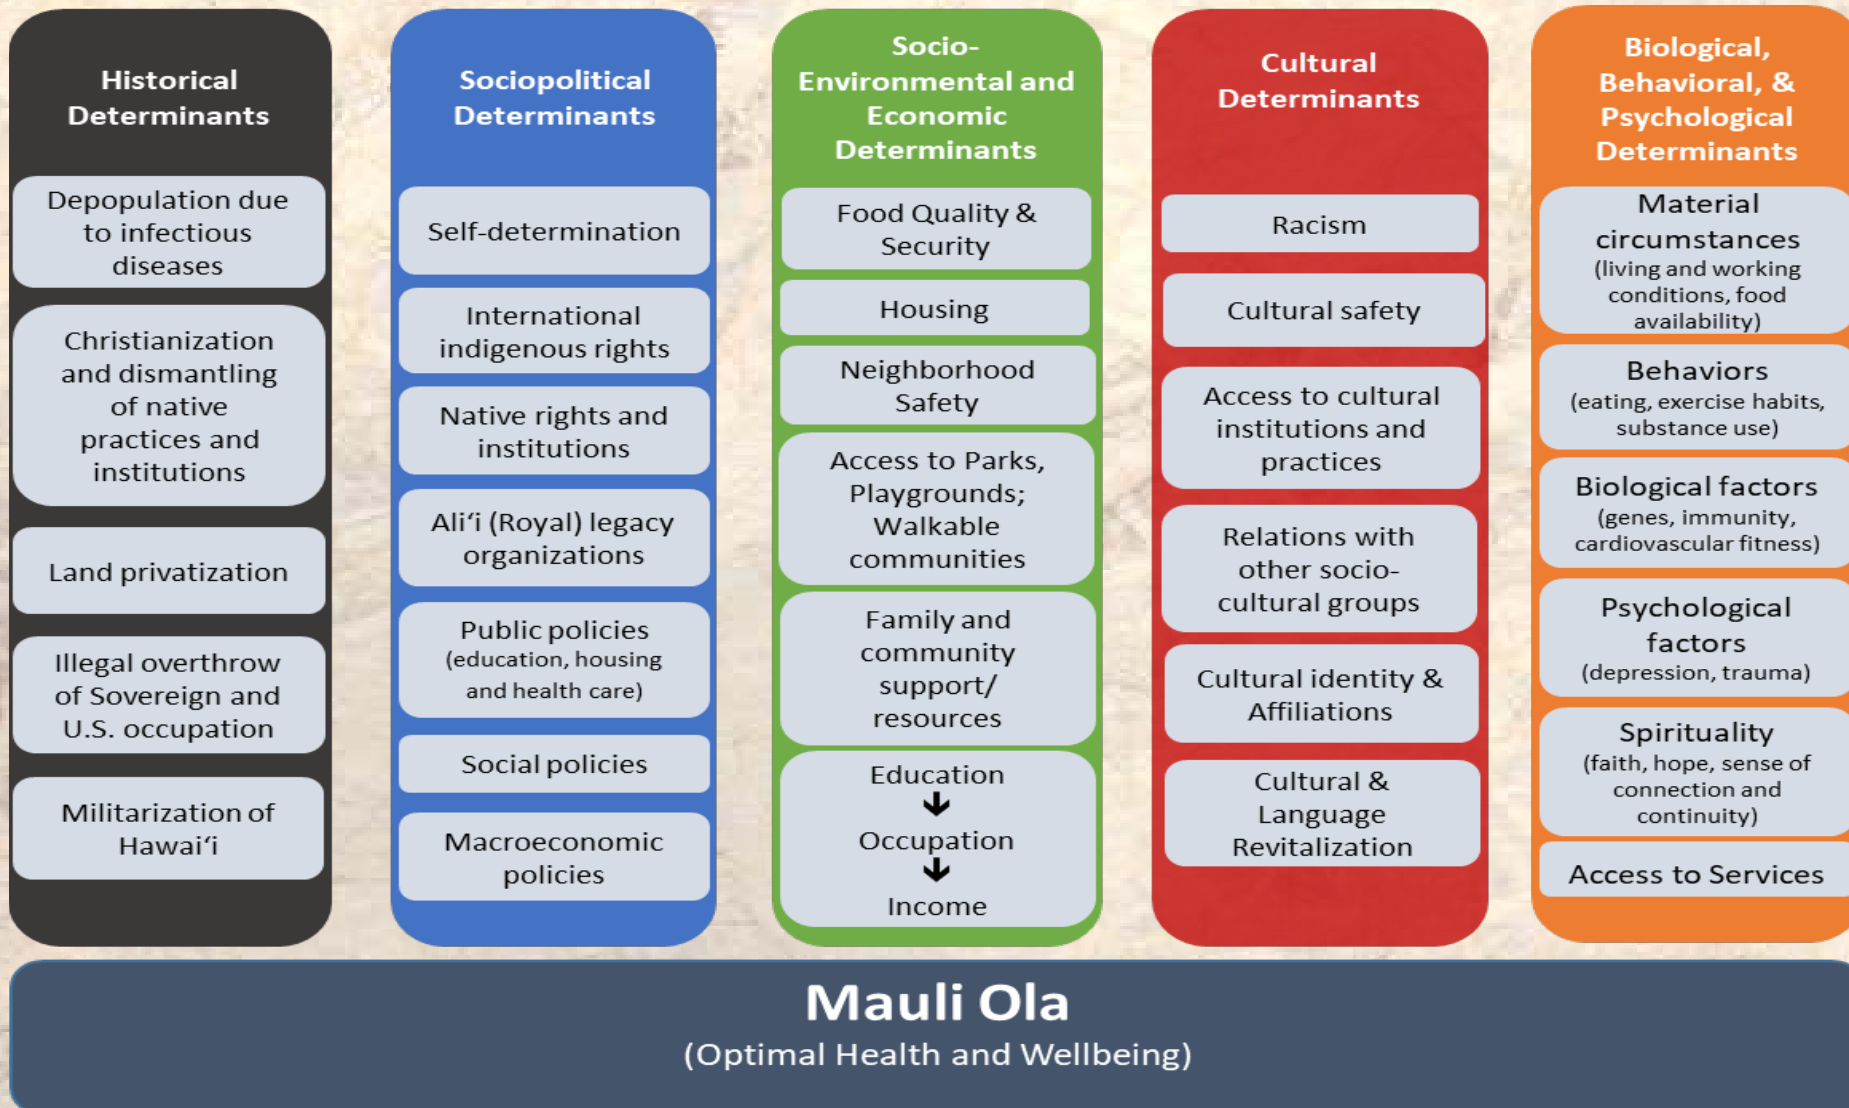 Historical
Determinants
Depopulation due
to infectious
diseases
Christianization
and dismantling
of native
practices and
institutions
Land privatization
Illegal overthrow
of Sovereign and
U.S. occupation
Militarization of
Hawaiʻi
Sociopolitical
Determinants
Self-determination
International
indigenous rights
Native rights and
institutions
Aliʻi (Royal) legacy
organizations
Public policies
(education, housing
and health care)
Social policies
Macroeconomic
policies
Socio-
Environmental and
Economic
Determinants
Food Quality &
Security
Housing
Neighborhood
Safety
Access to Parks,
Playgrounds;
Walkable
communities
Family and
community
support/
resources
Education
↓
Occupation
↓
Income
Cultural
Determinants
Racism
Cultural safety
Access to cultural
institutions and
practices
Relations with
other socio-
cultural groups
Cultural identity &
Affiliations
Cultural &
Language
Revitalization
Biological,
Behavioral, &
Psychological
Determinants
Material
circumstances
(living and working
conditions, food
availability)
Behaviors
(eating, exercise habits,
substance use)
Biological factors
(genes, immunity,
cardiovascular fitness)
Psychological
factors
(depression, trauma)
Spirituality
(faith, hope, sense of
connection and
continuity)
Access to Services
Mauli Ola
(Optimal Health and Wellbeing)